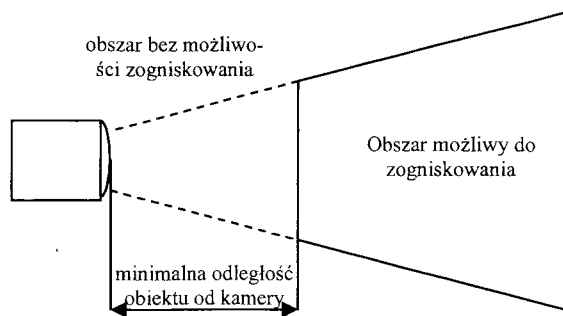 obszar bez możliwo-
ści zogniskowania
Obszar możliwy do
zogniskowania
minimalna odległość
obiektu od kamery